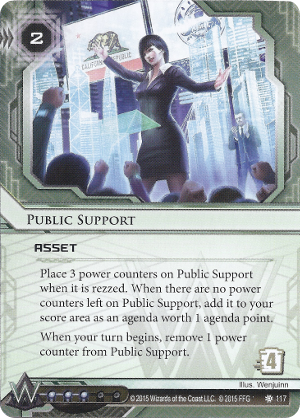 2
CALIFORNIA REPUBLIC
PUBLIC SUPPORT
ASSET
Place 3 power counters on Public Support
when it is rezzed. When there are no power
counters left on Public Support, add it to your
score area as an agenda worth 1 agenda point.
When your turn begins, remove 1 power
counter from Public Support.
4
Illus. Wenjuinn
© 2015 Wizards of the Coast LLC. © 2015 FFG
117